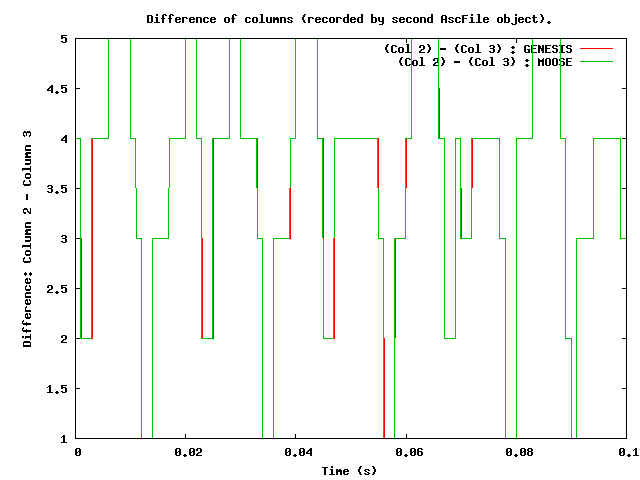 Difference of columns (recorded by second AscFile object).
(Col 2) - (Col 3) : GENESIS
(Col 2) - (Col 3) : MOOSE
5
4.5
4
3.5
3
2.5
2
1.5
1
Difference: Column 2 - Column 3
0 0.02 0.04 0.06 0.08 0.1
Time (s)